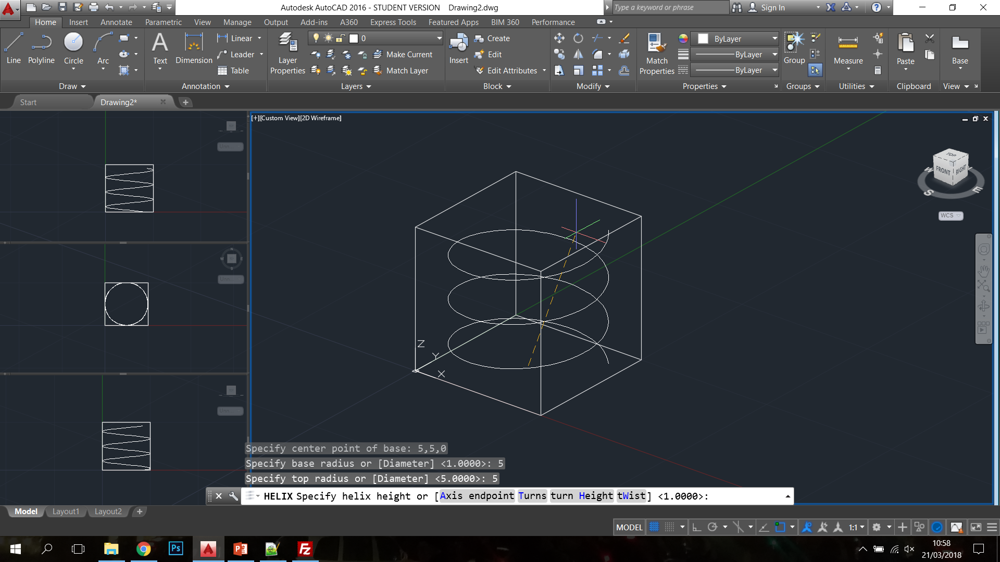 Autodesk AutoCAD 2016 - STUDENT VERSION Drawing2.dwg
Type a keyword or phrase
Sign In
Home Insert Annotate Parametric View Manage Output Add-ins A360 Express Tools Featured Apps BIM 360 Performance
Line
Polyline
Circle
Arc
Draw
Text
Dimension
Linear
Leader
Table
Annotation
Layer
Properties
0
Make Current
Match Layer
Layers
Insert
Create
Edit
Edit Attributes
Block
Modify
Match
Properties
ByLayer
ByLayer
ByLayer
Properties
Group
Groups
Measure
Utilities
Paste
Clipboard
Base
View
Start
Drawing2*
[+][Custom View][2D Wireframe]
TOP
FRONT
RIGHT
W
S
E
WCS
N
W
E
S
Z
Y
X
Specify center point of base: 5,5,0
Specify base radius or [Diameter] <1.0000>: 5
Specify top radius or [Diameter] <5.0000>: 5
HELIX Specify helix height or [Axis endpoint Turns turn Height tWist] <1.0000>:
Model Layout1 Layout2
MODEL
1:1
Ps
10:58
21/03/2018